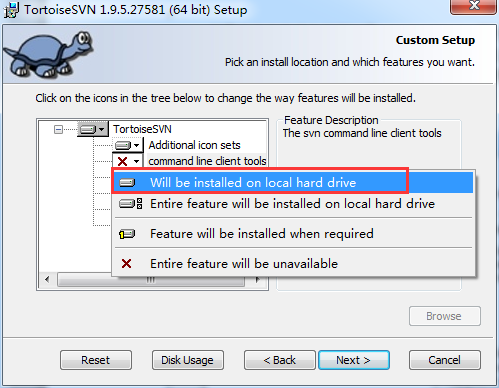 TortoiseSVN 1.9.5.27581 (64 bit) Setup
Custom Setup
Pick an install location and which features you want.
Click on the icons in the tree below to change the way features will be installed.
TortoiseSVN
Additional icon sets
command line client tools
Feature Description
The svn command line client tools
Will be installed on local hard drive
Entire feature will be installed on local hard drive
Feature will be installed when required
Entire feature will be unavailable
Browse
Reset
Disk Usage
< Back
Next >
Cancel